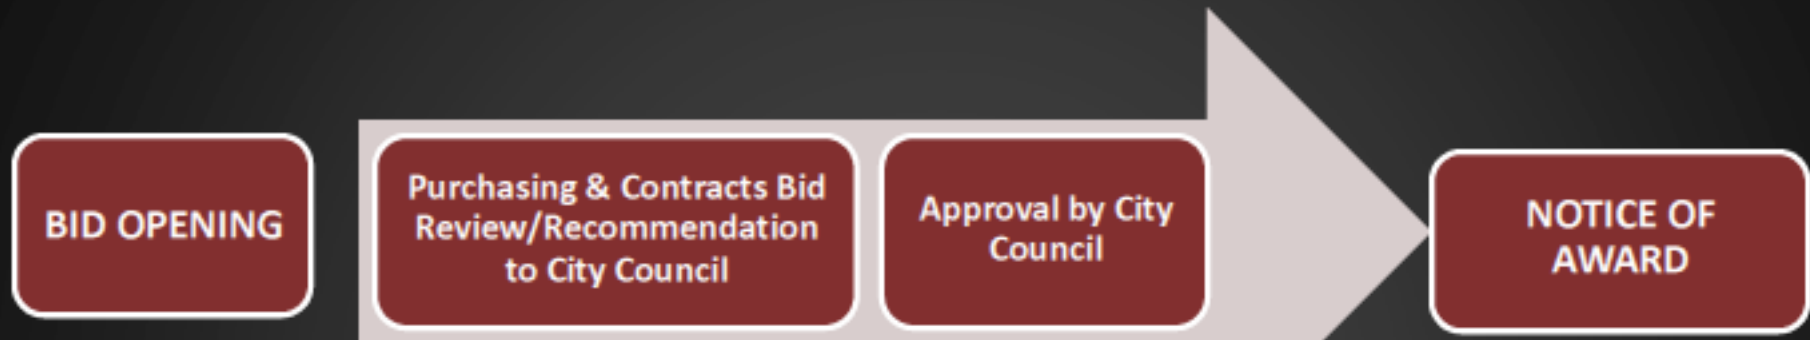 BID OPENING
Purchasing & Contracts Bid
Review/Recommendation
to City Council
Approval by City
Council
NOTICE OF
AWARD